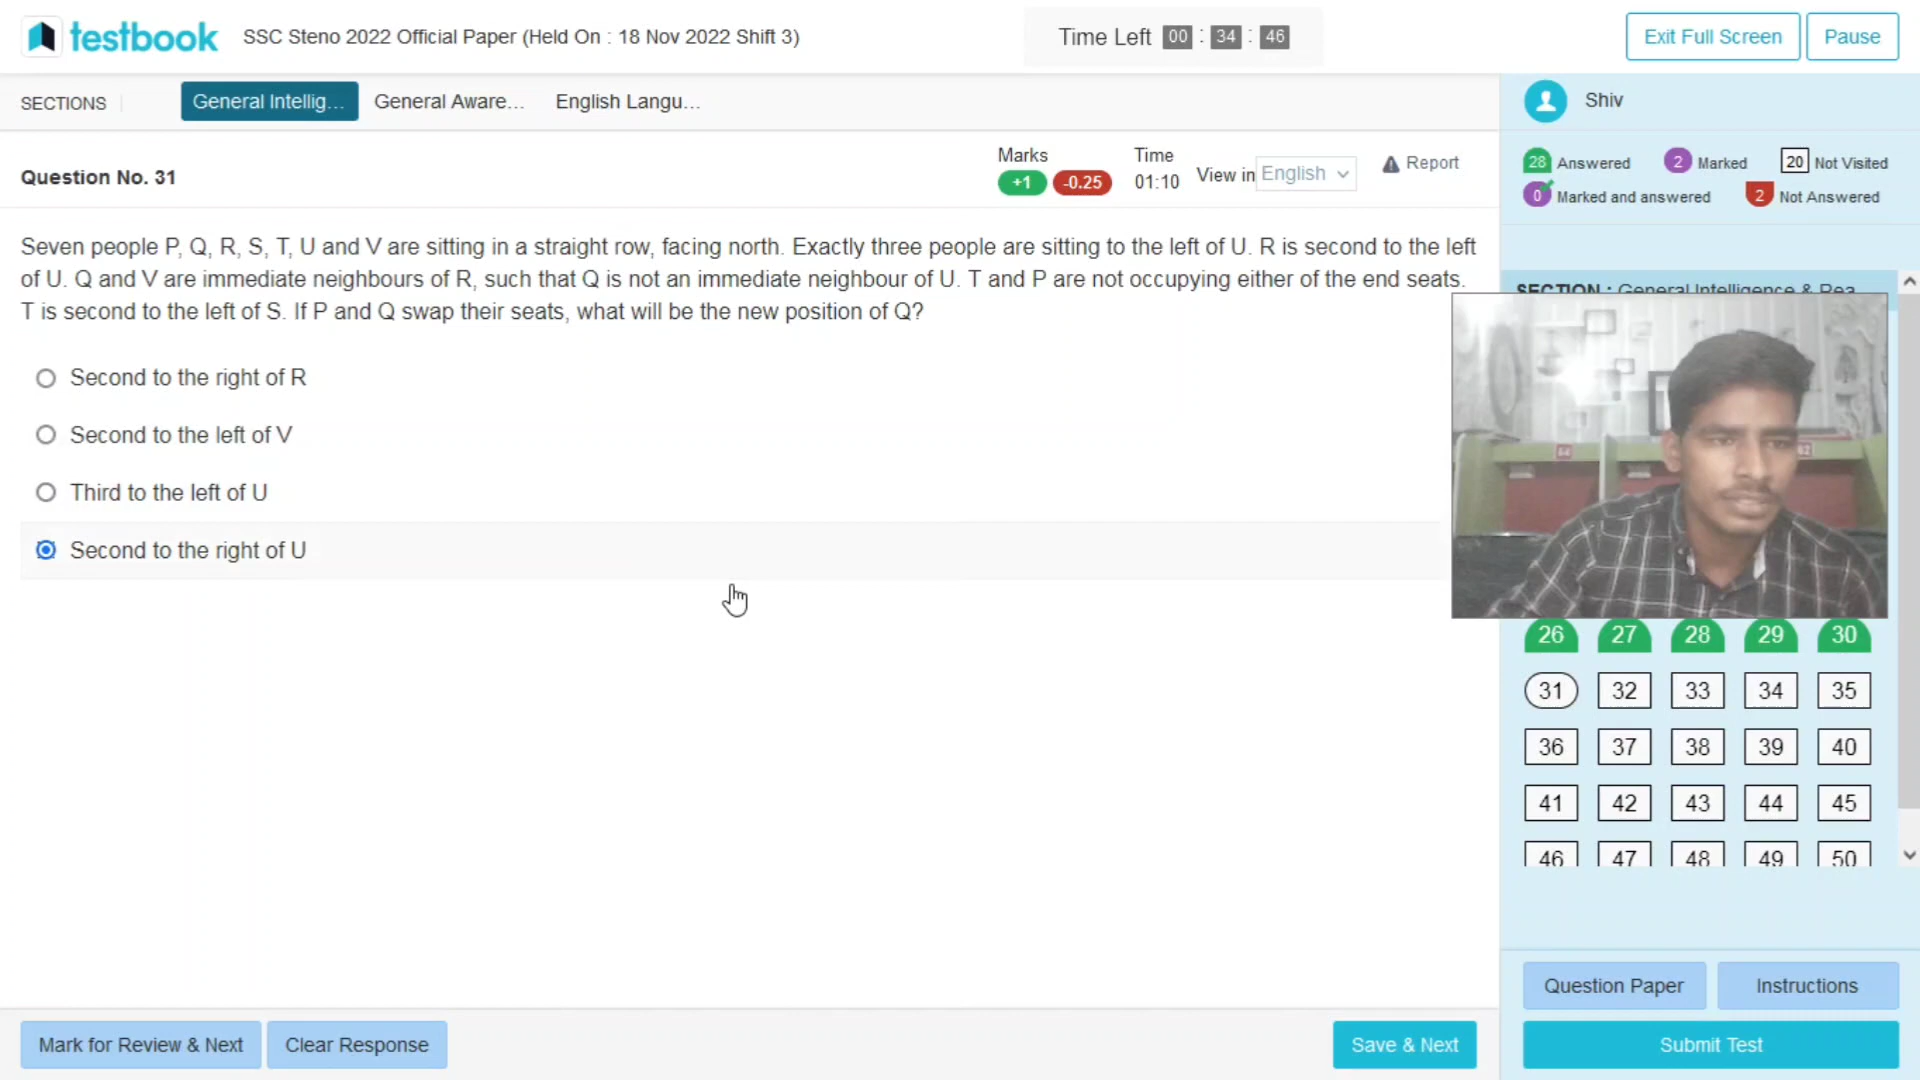 testbook SSC Steno 2022 Official Paper (Held On : 18 Nov 2022 Shift 3)
Time Left 00 : 34 : 46
Exit Full Screen
Pause
SECTIONS
General Intellig...
General Aware...
English Langu...
Shiv
Question No. 31
Marks
+1 -0.25
Time
01:10
View in English
Report
28 Answered
2 Marked
20 Not Visited
0 Marked and answered
2 Not Answered
Seven people P, Q, R, S, T, U and V are sitting in a straight row, facing north. Exactly three people are sitting to the left of U. R is second to the left
of U. Q and V are immediate neighbours of R, such that Q is not an immediate neighbour of U. T and P are not occupying either of the end seats.
T is second to the left of S. If P and Q swap their seats, what will be the new position of Q?
Second to the right of R
Second to the left of V
Third to the left of U
Second to the right of U
SECTION : General Intelligence & Rea
26 27 28 29 30
31 32 33 34 35
36 37 38 39 40
41 42 43 44 45
46 47 48 49 50
Question Paper
Instructions
Mark for Review & Next
Clear Response
Save & Next
Submit Test